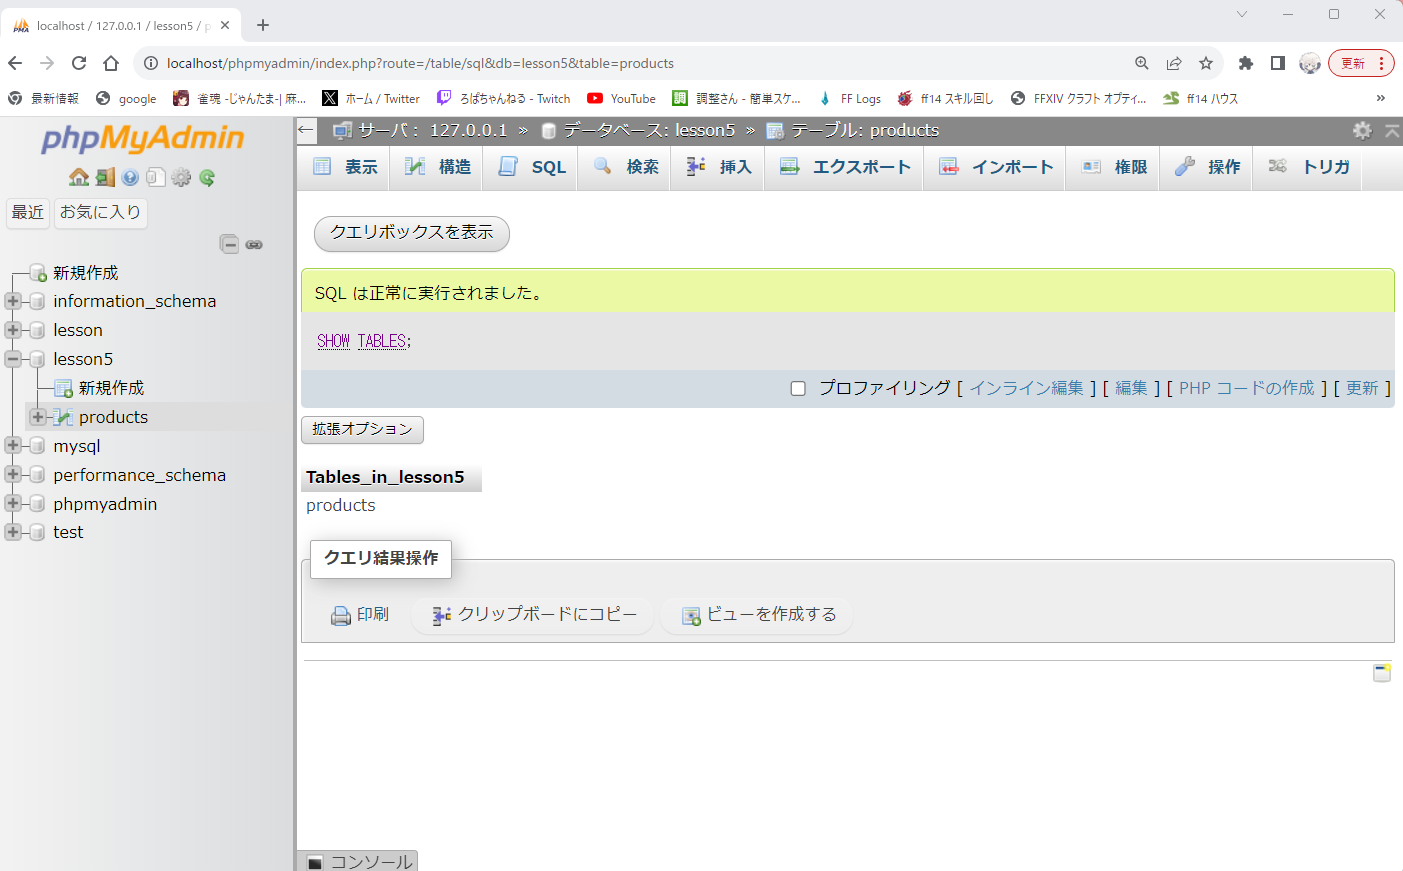 localhost / 127.0.0.1 / lesson5 / p
localhost/phpmyadmin/index.php?route=/table/sql&db=lesson5&table=products
更新
最新情報 google 雀魂 -じゃんたま-| 麻... ホーム / Twitter ろぱちゃんねる - Twitch YouTube 調整さん - 簡単スケ... FF Logs ff14 スキル回し FFXIV クラフト オプティ... ff14 ハウス »
phpMyAdmin
最近 お気に入り
新規作成
information_schema
lesson
lesson5
新規作成
products
mysql
performance_schema
phpmyadmin
test
サーバ： 127.0.0.1 » データベース: lesson5 » テーブル: products
表示 構造 SQL 検索 挿入 エクスポート インポート 権限 操作 トリガ
クエリボックスを表示
SQL は正常に実行されました。
SHOW TABLES;
プロファイリング [ インライン編集 ] [ 編集 ] [ PHP コードの作成 ] [ 更新 ]
拡張オプション
Tables_in_lesson5
products
クエリ結果操作
印刷 クリップボードにコピー ビューを作成する
コンソール